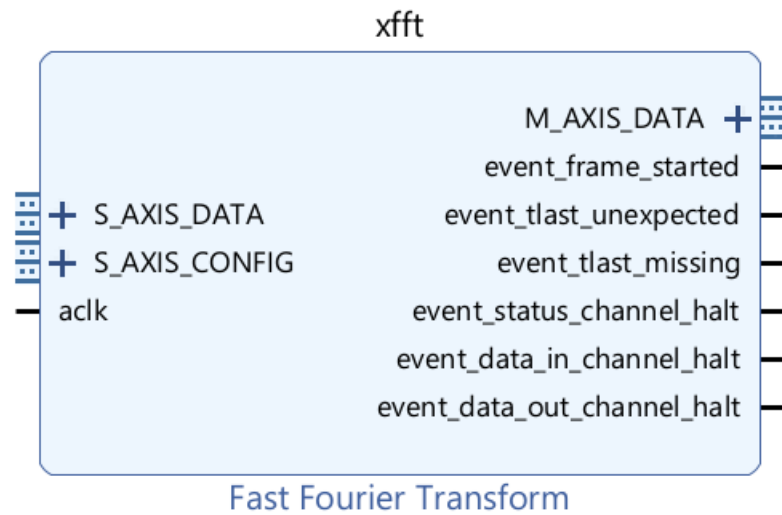 xfft
M_AXIS_DATA
event_frame_started
S_AXIS_DATA
event_tlast_unexpected
S_AXIS_CONFIG
event_tlast_missing
aclk
event_status_channel_halt
event_data_in_channel_halt
event_data_out_channel_halt
Fast Fourier Transform